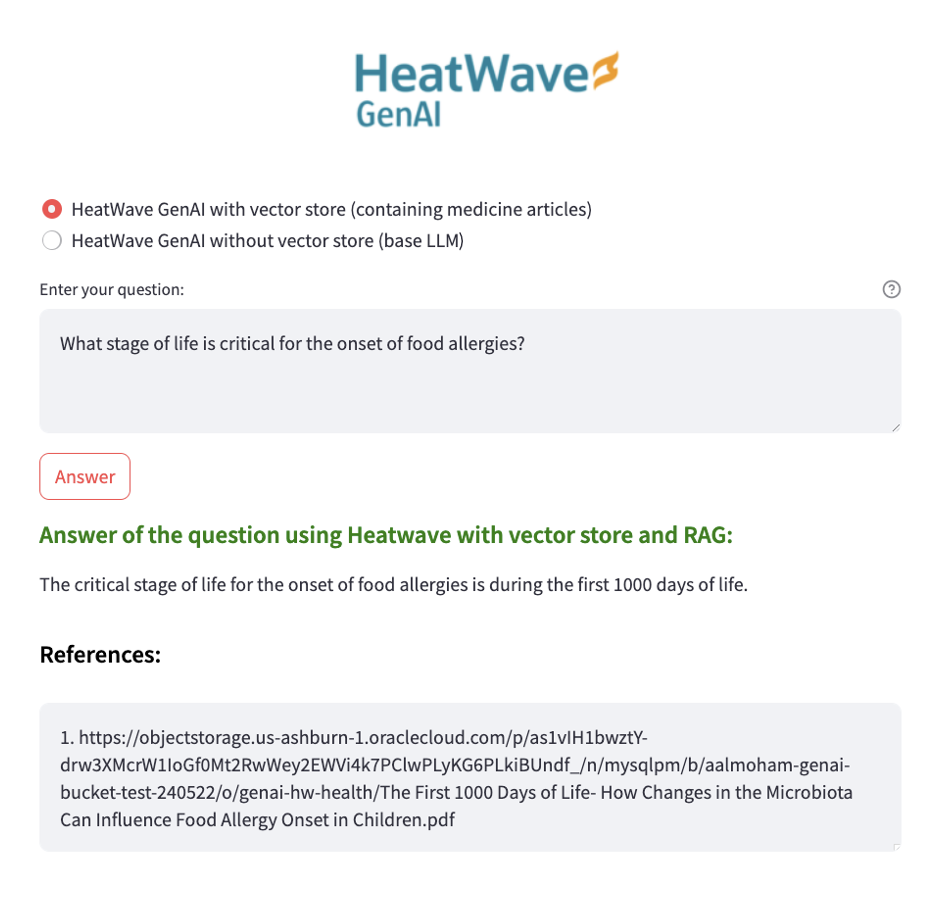 HeatWave
GenAI
HeatWave GenAI with vector store (containing medicine articles)
HeatWave GenAI without vector store (base LLM)
Enter your question:
What stage of life is critical for the onset of food allergies?
Answer
Answer of the question using Heatwave with vector store and RAG:
The critical stage of life for the onset of food allergies is during the first 1000 days of life.
References:
1. https://objectstorage.us-ashburn-1.oraclecloud.com/p/as1vIH1bwztY-
drw3XMcrW1IoGf0Mt2RwWey2EWVi4k7PClwPLyKG6PLkiBUndf_/n/mysqlpm/b/aalmoham-genai-
bucket-test-240522/o/genai-hw-health/The First 1000 Days of Life- How Changes in the Microbiota
Can Influence Food Allergy Onset in Children.pdf